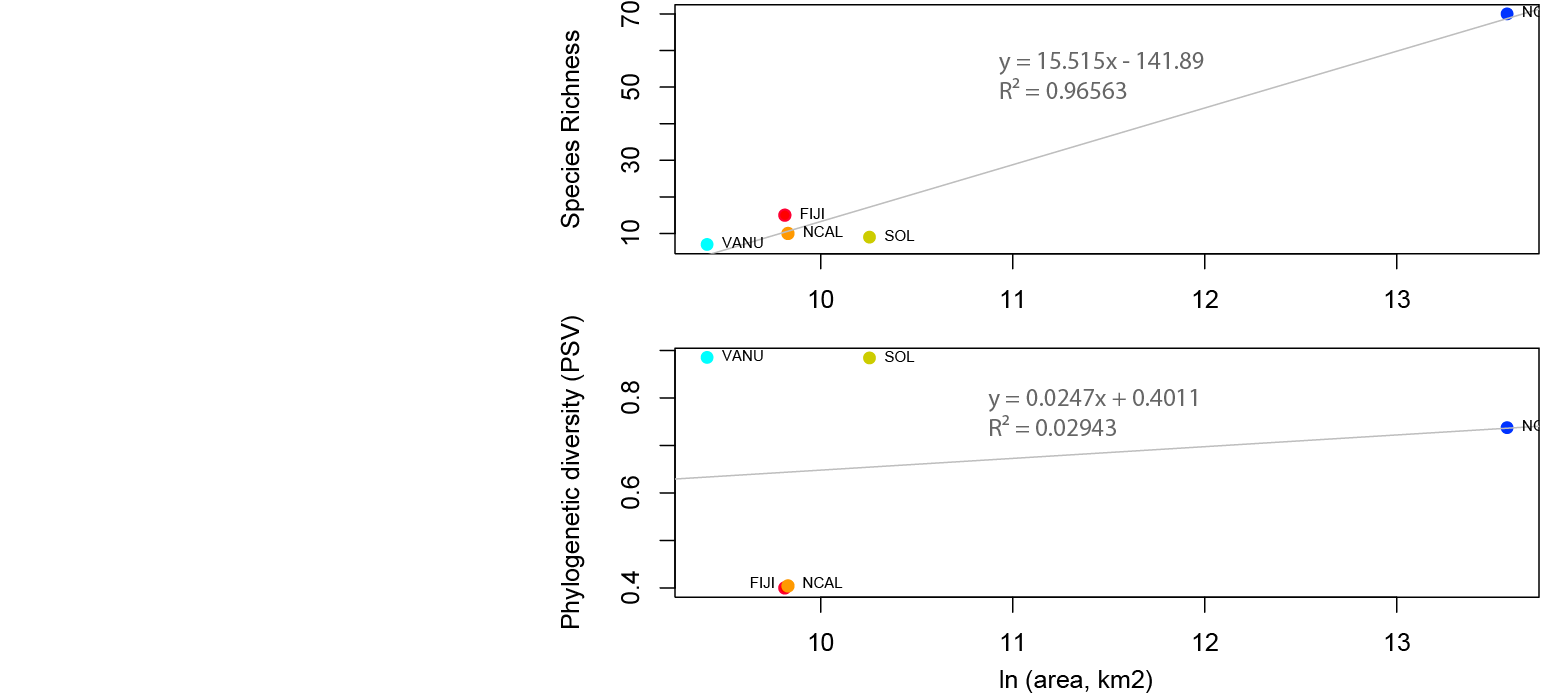 Species Richness
70
50
30
10
y = 15.515x - 141.89
R² = 0.96563
FIJI
NCAL
VANU
SOL
10
11
12
13
Phylogenetic diversity (PSV)
0.8
0.6
0.4
VANU
SOL
y = 0.0247x + 0.4011
R² = 0.02943
FIJI
NCAL
10
11
12
13
ln (area, km2)